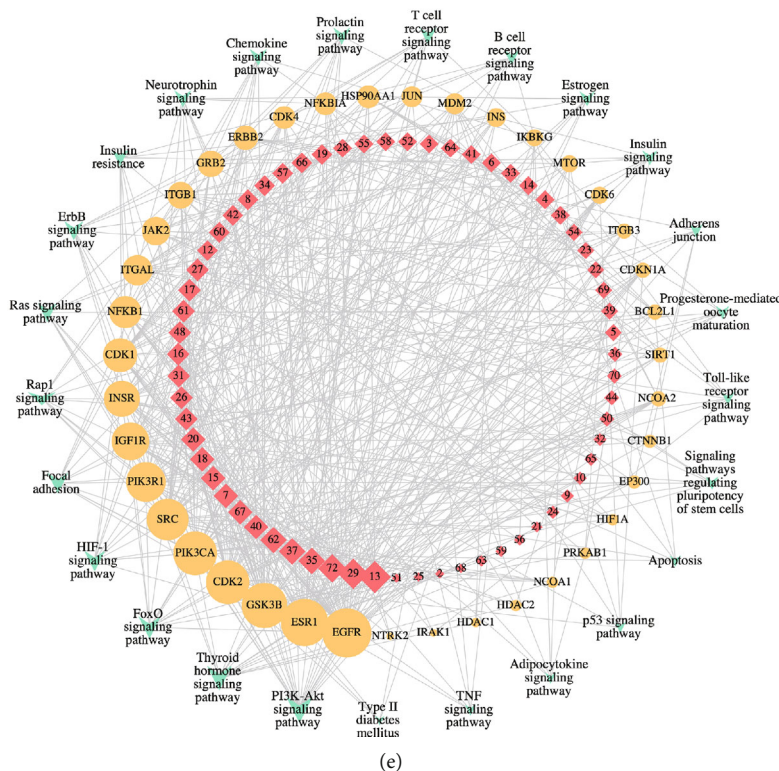 Prolactin
signaling
pathway
T cell
receptor
signaling
pathway
B cell
receptor
signaling
pathway
Estrogen
signaling
pathway
Insulin
signaling
pathway
Adherens
junction
Progesterone-mediated
oocyte
maturation
Toll-like
receptor
signaling
pathway
Signaling
pathways
regulating
pluripotency
of stem cells
Apoptosis
p53 signaling
pathway
Adipocytokine
signaling
pathway
TNF
signaling
pathway
Type II
diabetes
mellitus
PI3K-Akt
signaling
pathway
Thyroid
hormone
signaling
pathway
FoxO
signaling
pathway
HIF-1
signaling
pathway
Focal
adhesion
Rap1
signaling
pathway
Ras signaling
pathway
ErbB
signaling
pathway
Insulin
resistance
Neurotrophin
signaling
pathway
Chemokine
signaling
pathway
HSP90AA1
JUN
MDM2
INS
IKBKG
MTOR
CDK6
ITGB3
CDKN1A
BCL2L1
SIRT1
NCOA2
CTNNB1
EP300
HIF1A
PRKAB1
NCOA1
HDAC2
HDAC1
IRAK1
NTRK2
EGFR
ESR1
GSK3B
CDK2
PIK3CA
SRC
PIK3R1
IGF1R
INSR
CDK1
NFKB1
ITGAL
JAK2
ITGB1
GRB2
ERBB2
CDK4
NFKBIA
58
52
3
64
41
6
33
14
4
38
54
23
22
69
39
5
36
70
44
50
32
65
10
9
24
21
56
59
63
68
2
25
51
13
29
72
35
37
62
40
67
7
15
18
20
43
26
31
16
48
61
17
27
12
60
42
8
34
57
66
19
28
55
(e)